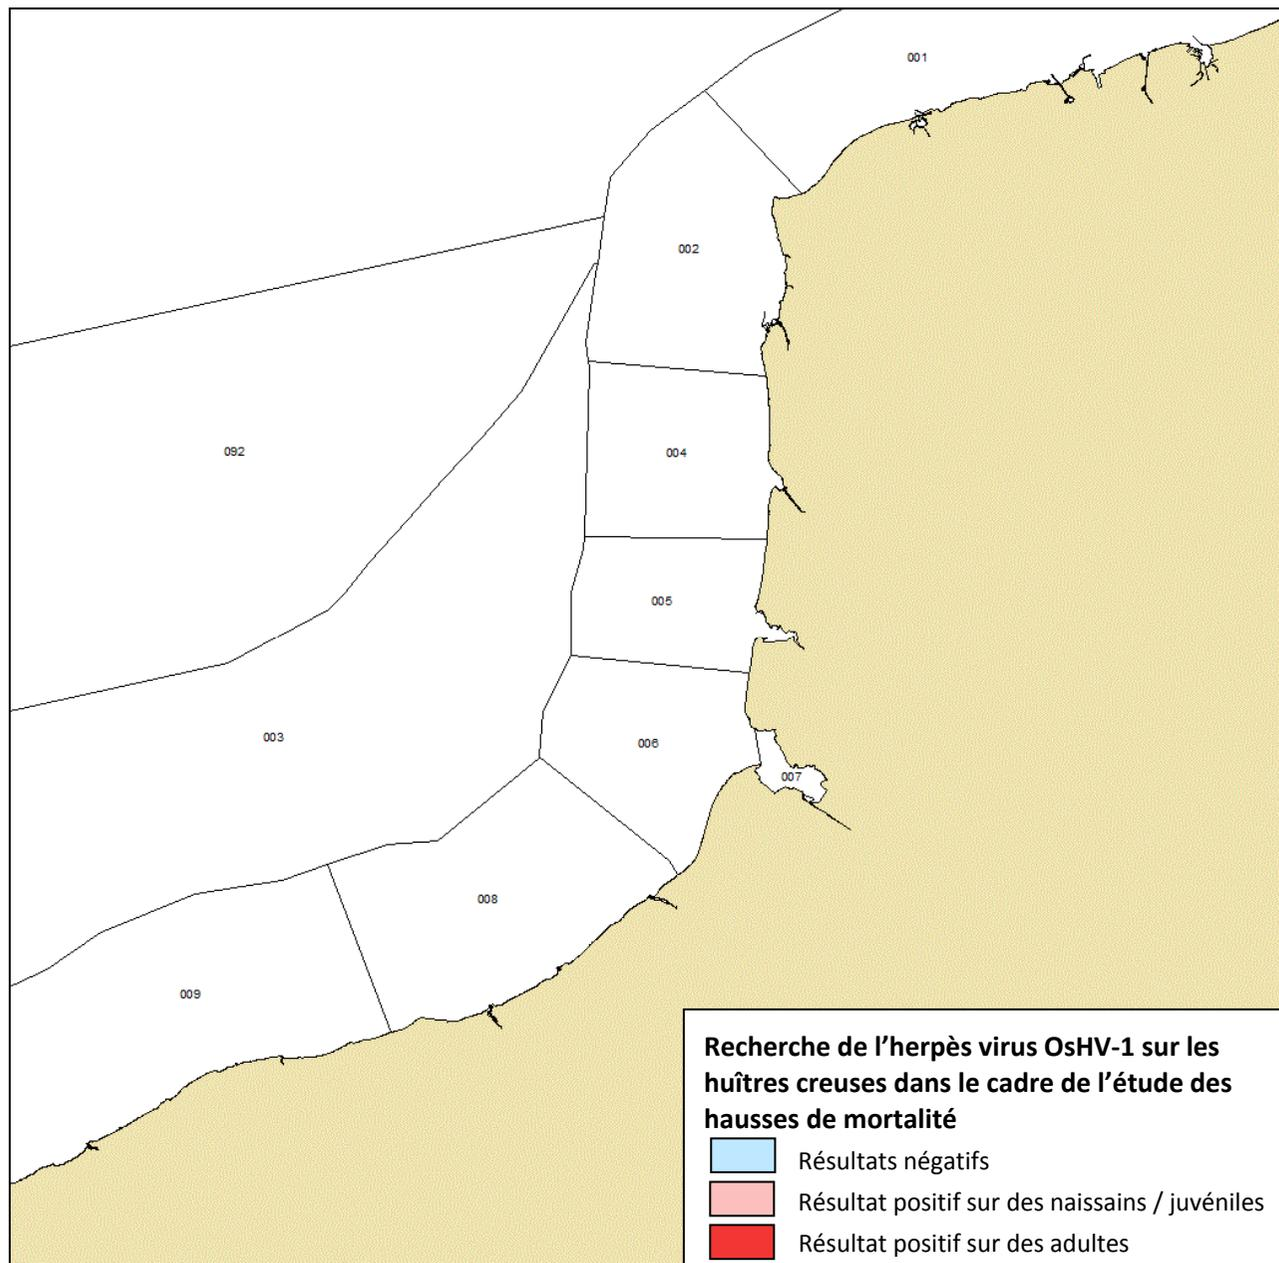 001
002
092
004
005
003
006
007
008
009
Recherche de l’herpès virus OsHV-1 sur les
huîtres creuses dans le cadre de l’étude des
hausses de mortalité
Résultats négatifs
Résultat positif sur des naissains / juvéniles
Résultat positif sur des adultes